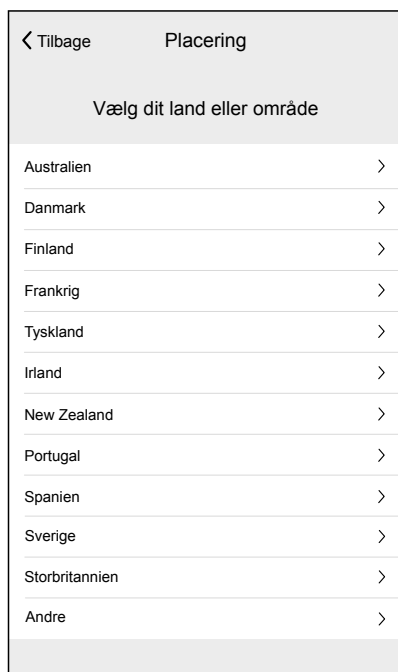 Tilbage Placering
Vælg dit land eller område
Australien
Danmark
Finland
Frankrig
Tyskland
Irland
New Zealand
Portugal
Spanien
Sverige
Storbritannien
Andre